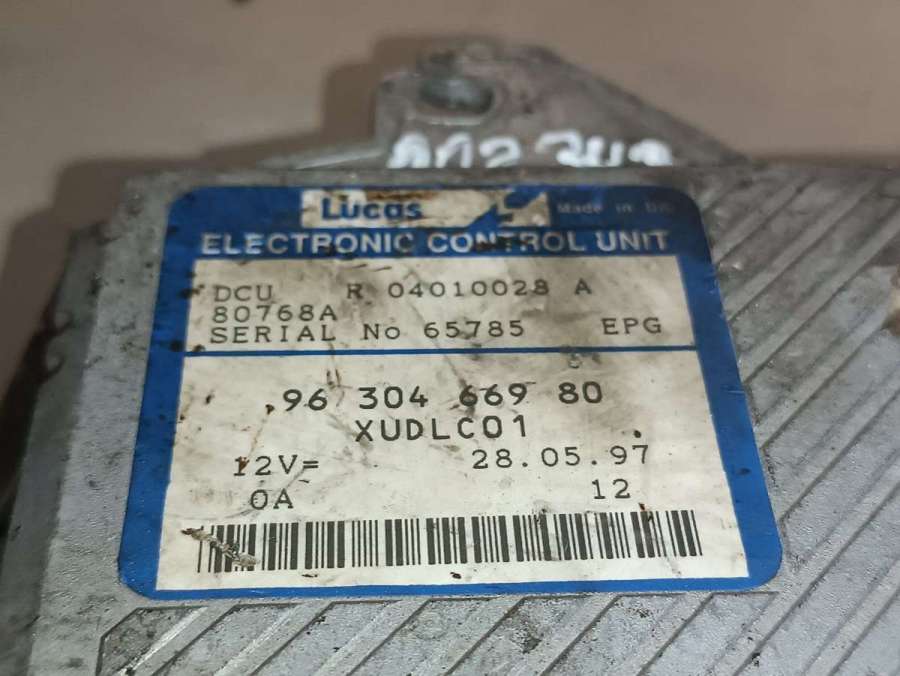 Lucas
Made in
ELECTRONIC CONTROL UNIT
DCU R 04010028 A
80768A
SERIAL No 65785 EPG
96 304 669 80
XUDLC01
12V=
28.05.97
0A
12